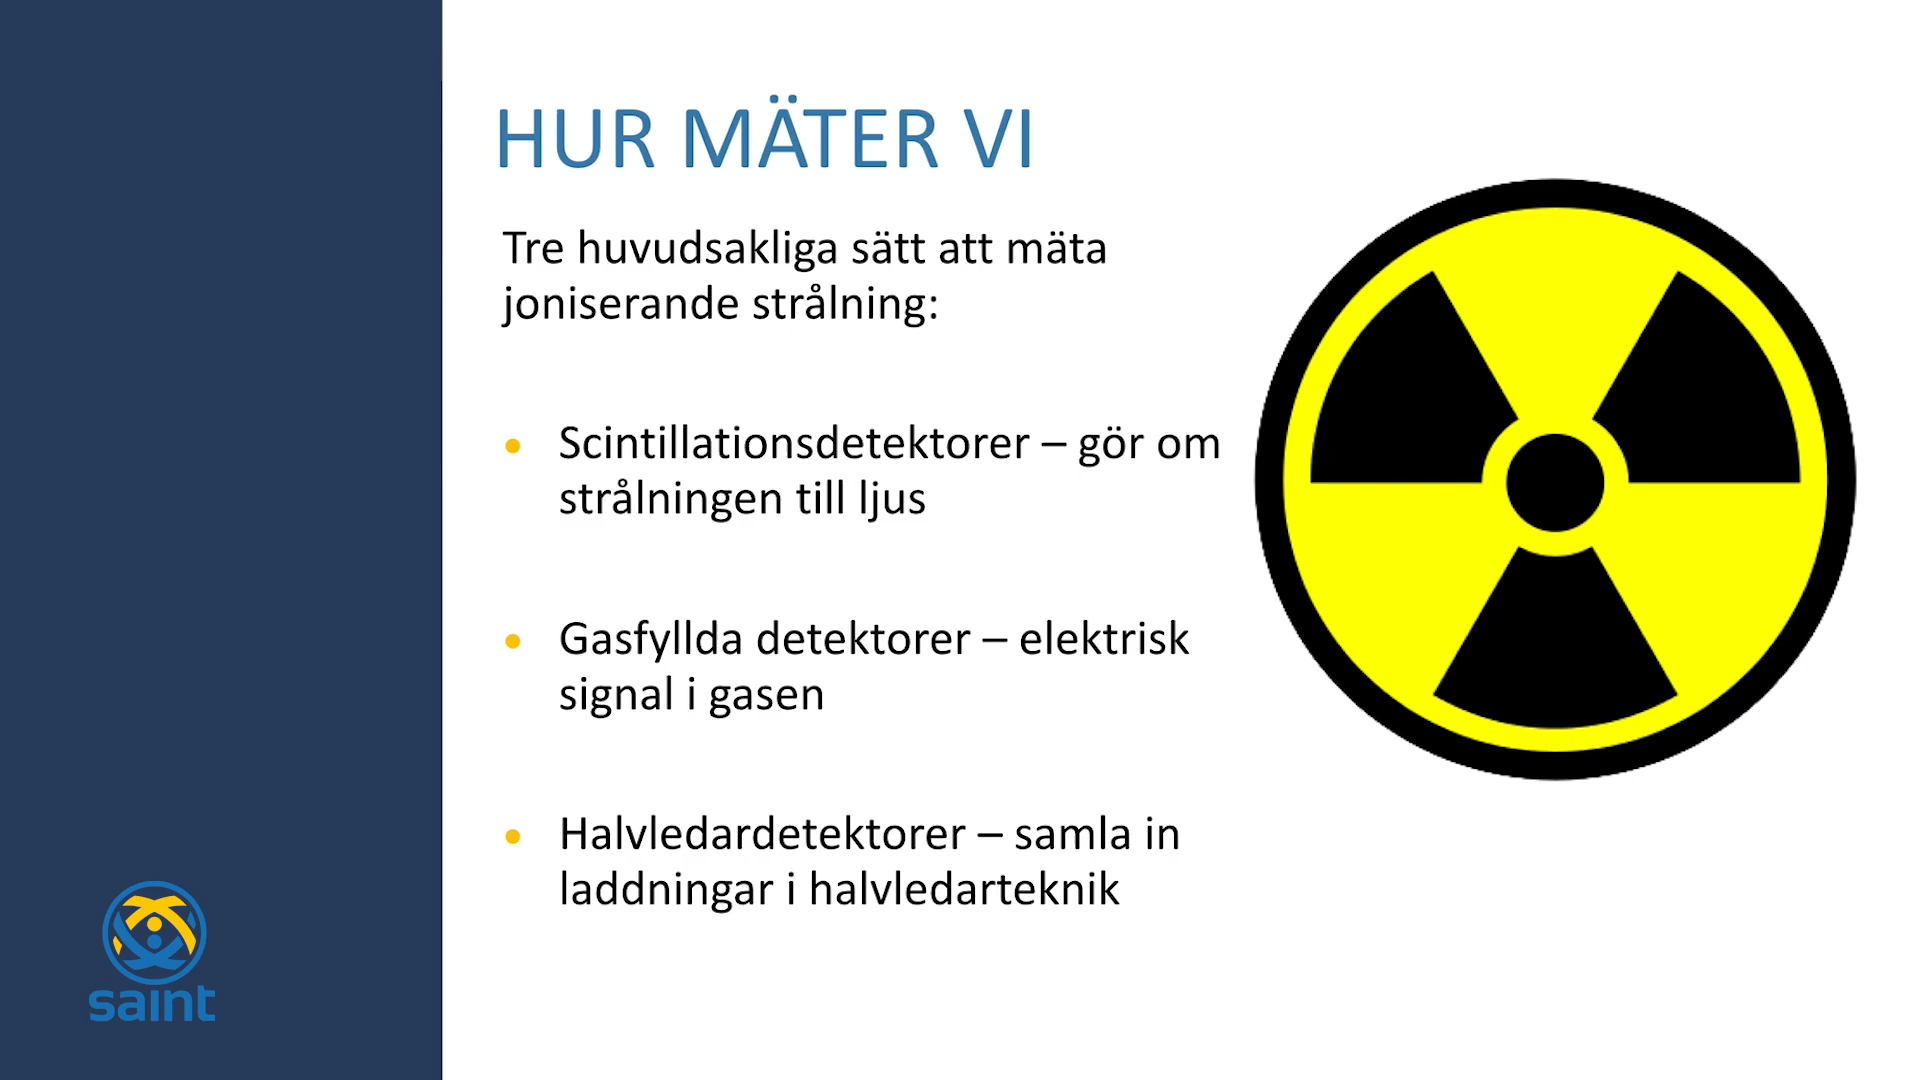 HUR MÄTER VI
Tre huvudsakliga sätt att mäta
joniserande strålning:
• Scintillationsdetektorer – gör om
strålningen till ljus
• Gasfyllda detektorer – elektrisk
signal i gasen
• Halvledardetektorer – samla in
laddningar i halvledarteknik
saint